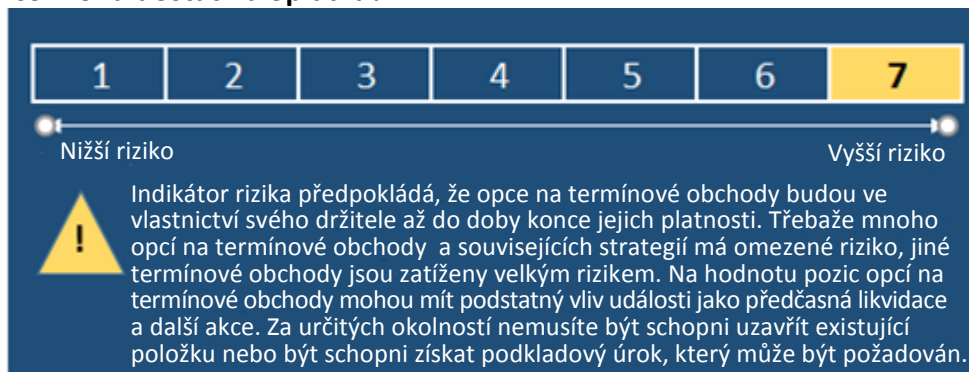 1 2 3 4 5 6 7
Nižší riziko Vyšší riziko
Indikátor rizika předpokládá, že opce na termínové obchody budou ve
vlastnictví svého držitele až do doby konce jejich platnosti. Třebaže mnoho
! opcí na termínové obchody a souvisejících strategií má omezené riziko, jiné
termínové obchody jsou zatíženy velkým rizikem. Na hodnotu pozic opcí na
termínové obchody mohou mít podstatný vliv události jako předčasná likvidace
a další akce. Za určitých okolností nemusíte být schopni uzavřít existující
položku nebo být schopni získat podkladový úrok, který může být požadován.